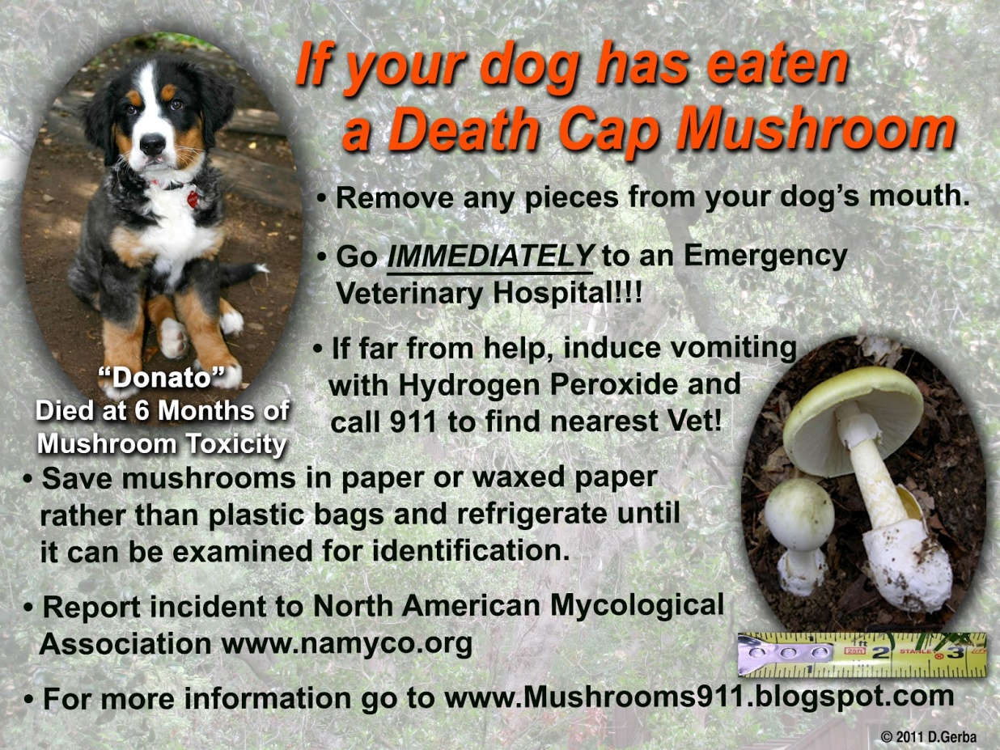 If your dog has eaten
a Death Cap Mushroom
• Remove any pieces from your dog’s mouth.
• Go IMMEDIATELY to an Emergency
Veterinary Hospital!!!
• If far from help, induce vomiting
with Hydrogen Peroxide and
call 911 to find nearest Vet!
“Donato”
Died at 6 Months of
Mushroom Toxicity
• Save mushrooms in paper or waxed paper
rather than plastic bags and refrigerate until
it can be examined for identification.
• Report incident to North American Mycological
Association www.namyco.org
ft
25ft 2 STANLEY ® 3
• For more information go to www.Mushrooms911.blogspot.com
© 2011 D.Gerba